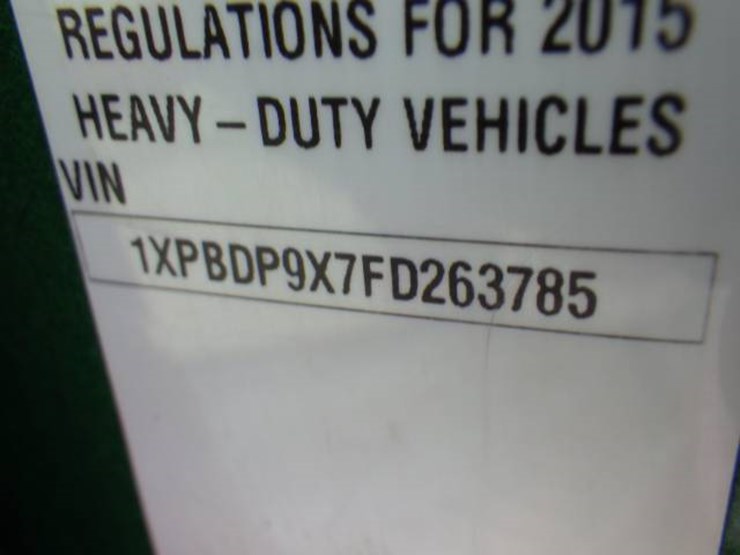 REGULATIONS FOR 2015
HEAVY – DUTY VEHICLES
VIN
1XPBDP9X7FD263785